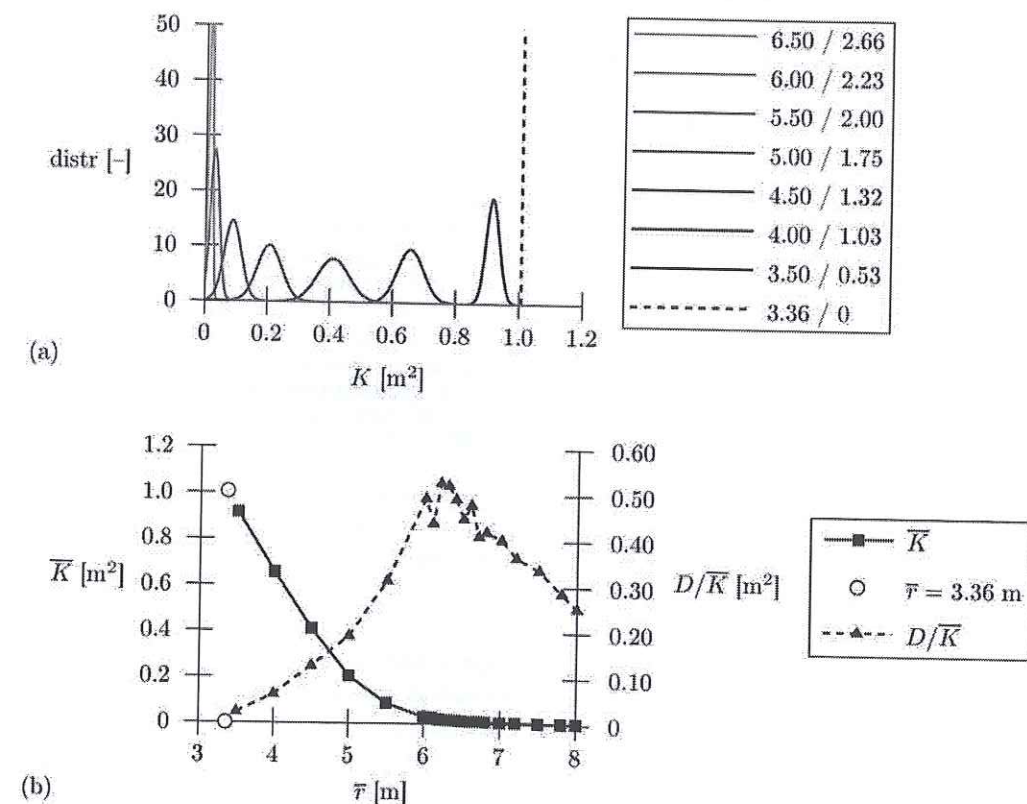 50
40
30
distr [–]
20
10
0
0 0.2 0.4 0.6 0.8 1.0 1.2
K [m²]
(a)
6.50 / 2.66
6.00 / 2.23
5.50 / 2.00
5.00 / 1.75
4.50 / 1.32
4.00 / 1.03
3.50 / 0.53
3.36 / 0
1.2
1.0
0.8
K̅ [m²]
0.6
0.4
0.2
0
3 4 5 6 7 8
r̅ [m]
0.60
0.50
0.40
D/K̅ [m²]
0.30
0.20
0.10
0
(b)
K̅
r̅ = 3.36 m
D/K̅